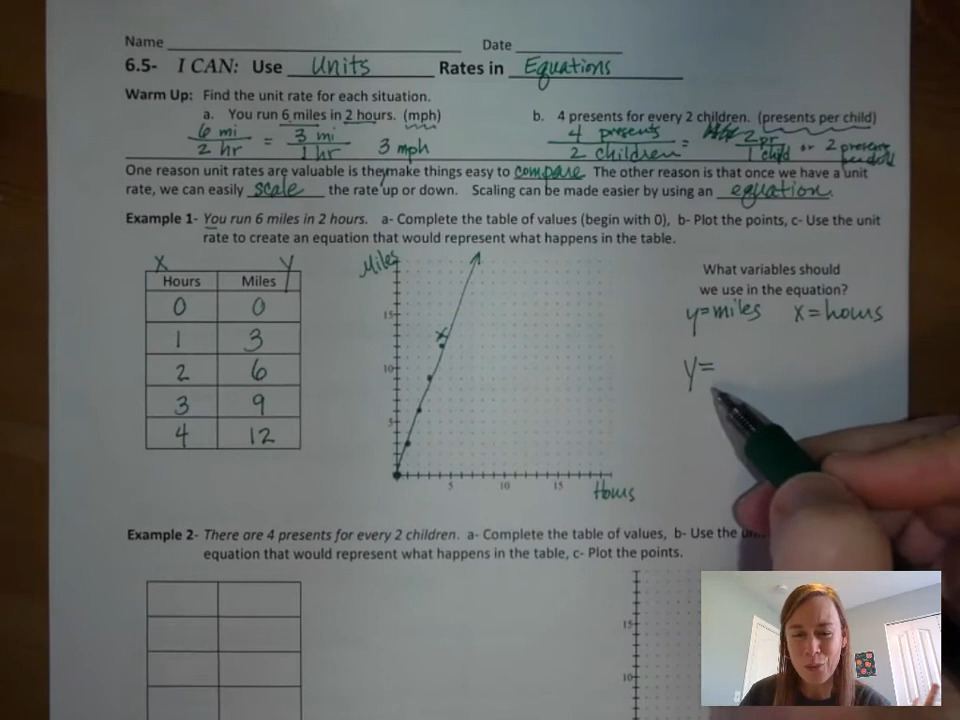 Name ____ Date ____
6.5- I CAN: Use Units Rates in Equations
Warm Up: Find the unit rate for each situation.
a. You run 6 miles in 2 hours. (mph)
b. 4 presents for every 2 children. (presents per child)
6 mi / 2 hr = 3 mi / 1 hr 3 mph
4 presents / 2 children = 2 pr / 1 child or 2 presents
One reason unit rates are valuable is they make things easy to compare. The other reason is that once we have a unit
rate, we can easily scale the rate up or down. Scaling can be made easier by using an equation.
Example 1- You run 6 miles in 2 hours. a- Complete the table of values (begin with 0), b- Plot the points, c- Use the unit
rate to create an equation that would represent what happens in the table.
X Y
Hours Miles
0 0
1 3
2 6
3 9
4 12
Miles
15
10
5
5 10 15
Hours
What variables should
we use in the equation?
y=miles x=hours
y=
Example 2- There are 4 presents for every 2 children. a- Complete the table of values, b- Use the
equation that would represent what happens in the table, c- Plot the points.
15
10